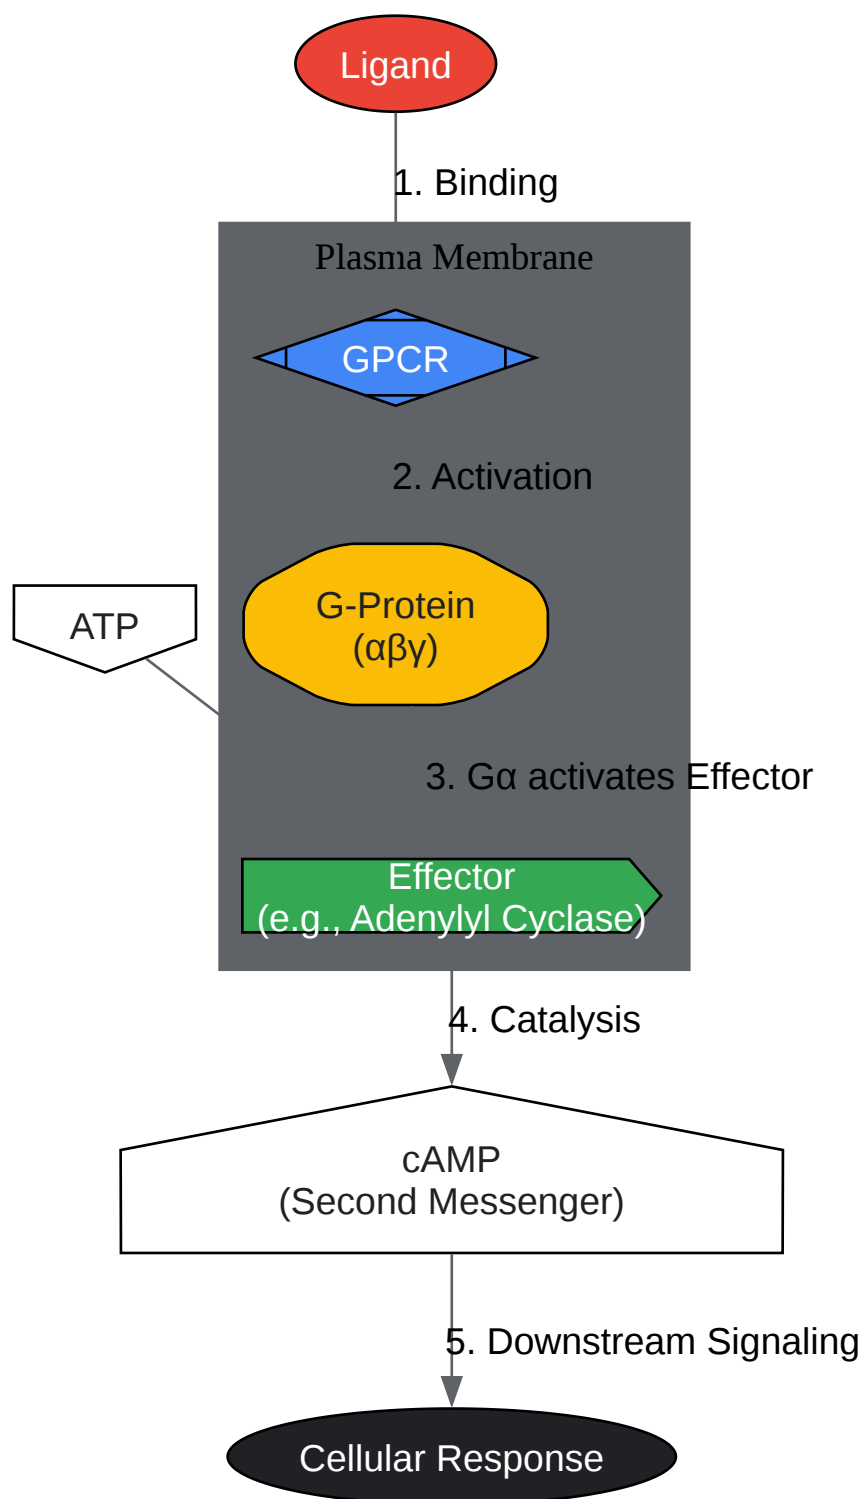 Ligand
1. Binding
Plasma Membrane
GPCR
2. Activation
G-Protein
(αβγ)
ATP
3. Gα activates Effector
Effector
(e.g., Adenylyl Cyclase)
4. Catalysis
cAMP
(Second Messenger)
5. Downstream Signaling
Cellular Response